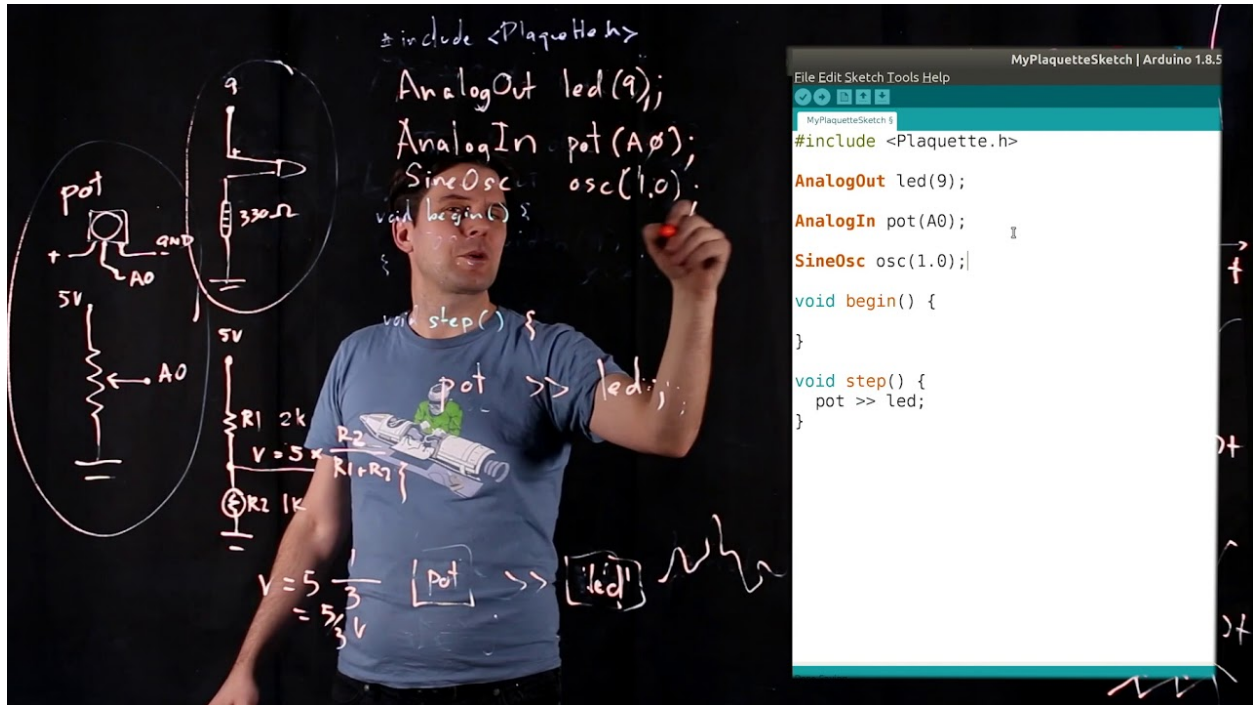 #include <Plaquette.h>
AnalogOut led(9);
AnalogIn pot(A0);
SineOsc osc(1.0);
void begin() {
}
void step() {
pot >> led;
9
330 Ω
pot
+
GND
A0
5V
A0
5V
R1 2k
V = 5 × R2
R1+R2
R2 1k
V = 5 1
3
= 5/3 V
pot >> led
t
MyPlaquetteSketch | Arduino 1.8.5
File Edit Sketch Tools Help
MyPlaquetteSketch §
#include <Plaquette.h>
AnalogOut led(9);
AnalogIn pot(A0);
SineOsc osc(1.0);
void begin() {
}
void step() {
pot >> led;
}